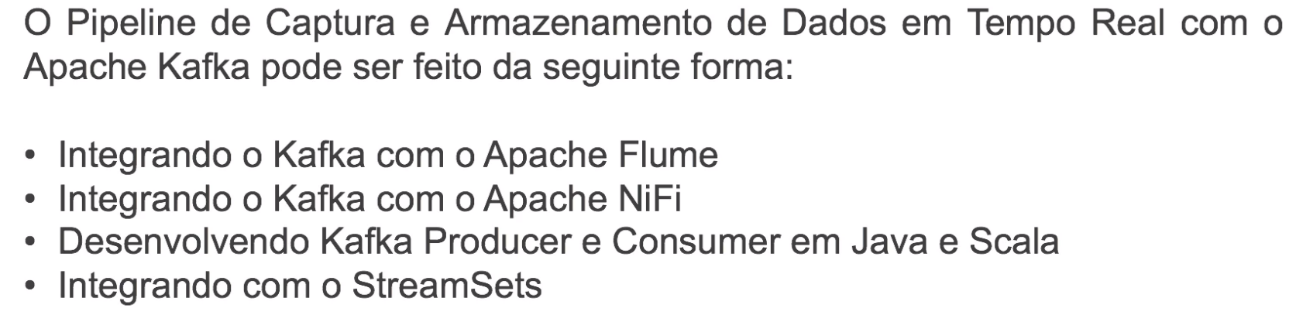 O Pipeline de Captura e Armazenamento de Dados em Tempo Real com o
Apache Kafka pode ser feito da seguinte forma:
• Integrando o Kafka com o Apache Flume
• Integrando o Kafka com o Apache NiFi
• Desenvolvendo Kafka Producer e Consumer em Java e Scala
• Integrando com o StreamSets